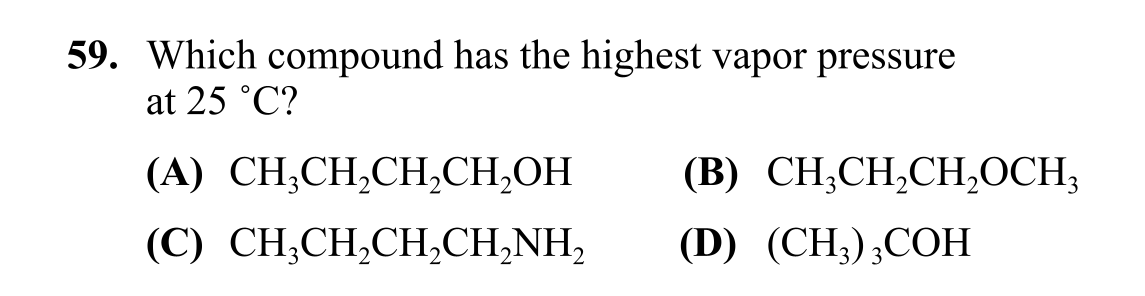 59. Which compound has the highest vapor pressure
at 25 ˚C?
(A) CH₃CH₂CH₂CH₂OH (B) CH₃CH₂CH₂OCH₃
(C) CH₃CH₂CH₂CH₂NH₂ (D) (CH₃)₃COH